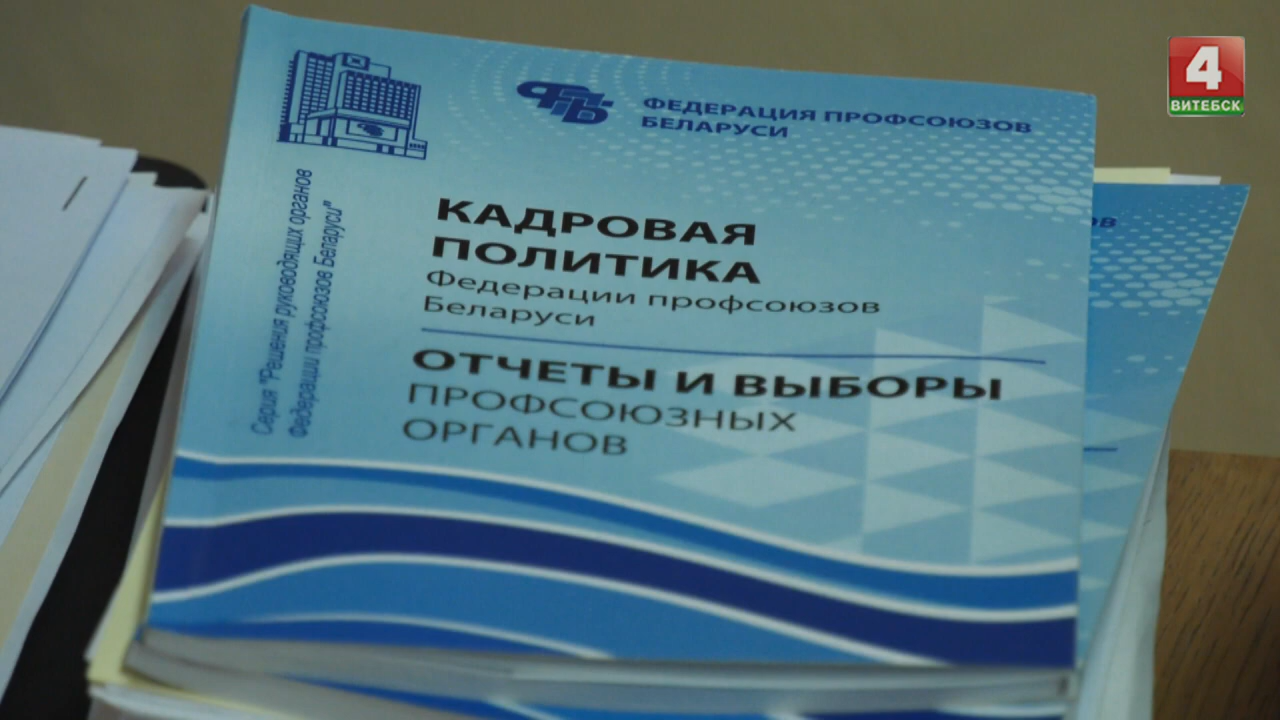 4
ВИТЕБСК
ФПБ
ФЕДЕРАЦИЯ ПРОФСОЮЗОВ
БЕЛАРУСИ
Серия "Решения руководящих органов
Федерации профсоюзов Беларуси"
КАДРОВАЯ
ПОЛИТИКА
Федерации профсоюзов
Беларуси
ОТЧЕТЫ И ВЫБОРЫ
ПРОФСОЮЗНЫХ
ОРГАНОВ
ов